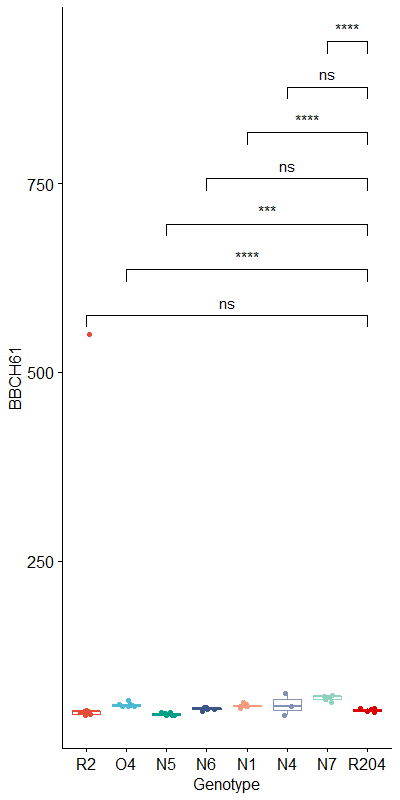 ****
ns
****
ns
***
****
ns
750
500
250
BBCH61
R2 O4 N5 N6 N1 N4 N7 R204
Genotype